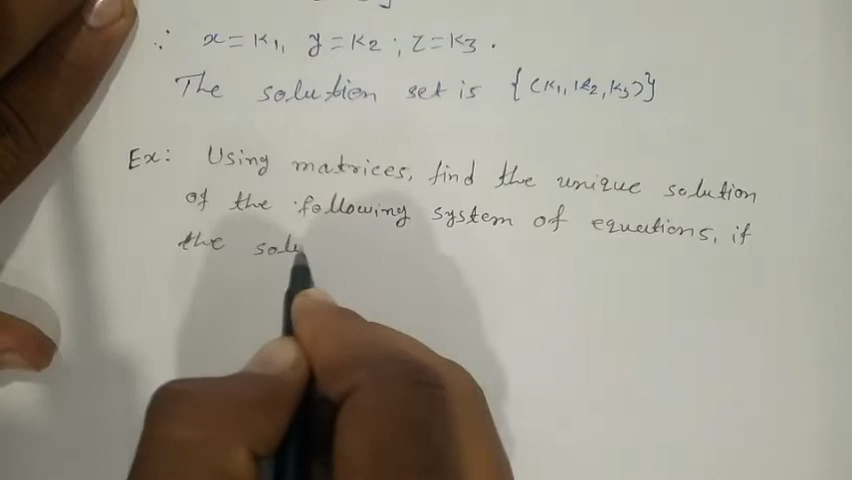 ∵ x = k₁, y = k₂ ; z = k₃ .
The solution set is {(k₁, k₂, k₃)}
Ex: Using matrices, find the unique solution
of the following system of equations, if
the solu